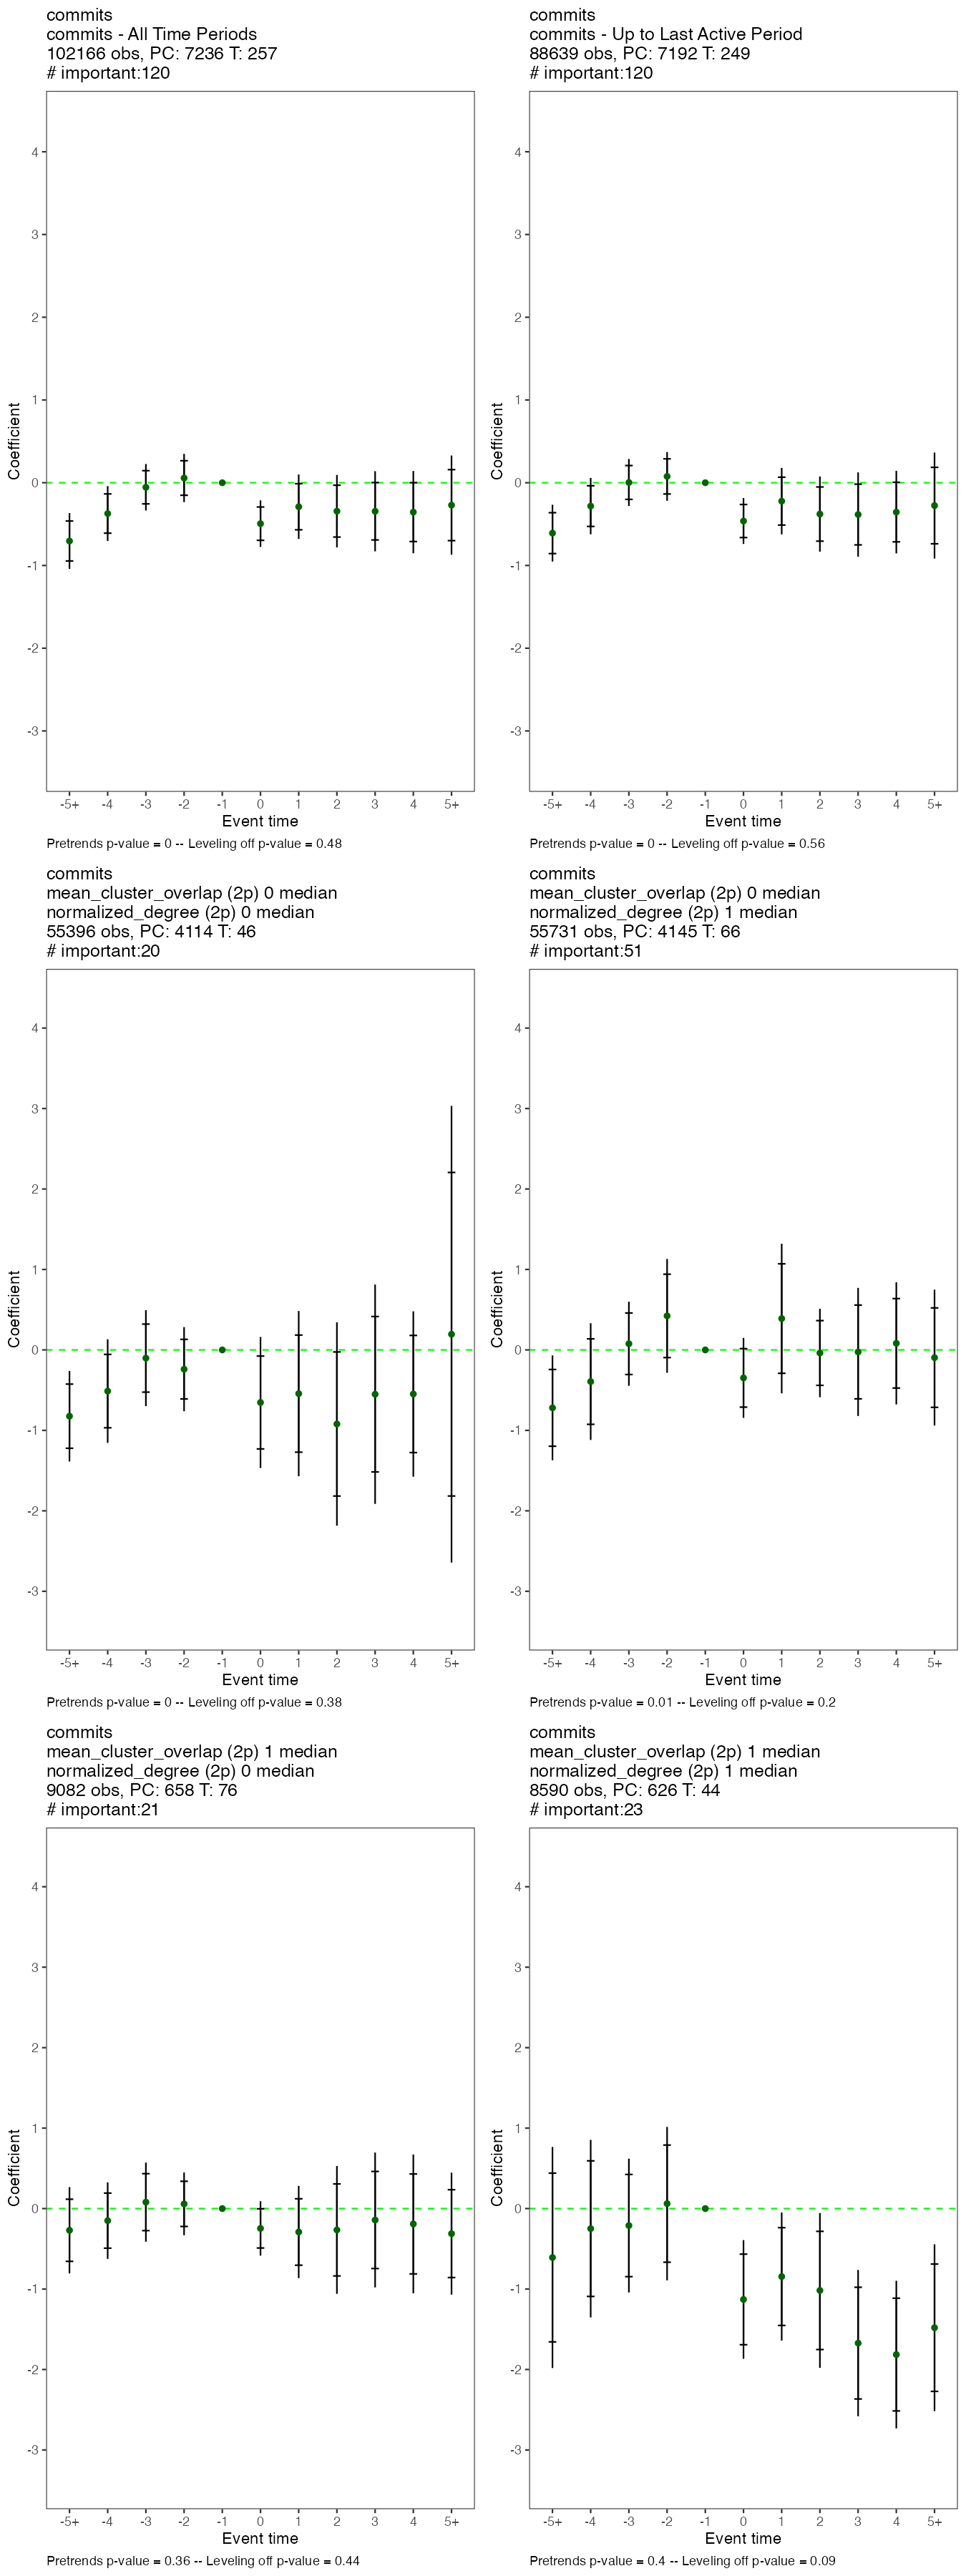 commits
commits - All Time Periods
102166 obs, PC: 7236 T: 257
# important:120
4
3
2
1
0
-1
-2
-3
Coefficient
-5+ -4 -3 -2 -1 0 1 2 3 4 5+
Event time
Pretrends p-value = 0 -- Leveling off p-value = 0.48
commits
commits - Up to Last Active Period
88639 obs, PC: 7192 T: 249
# important:120
4
3
2
1
0
-1
-2
-3
Coefficient
-5+ -4 -3 -2 -1 0 1 2 3 4 5+
Event time
Pretrends p-value = 0 -- Leveling off p-value = 0.56
commits
mean_cluster_overlap (2p) 0 median
normalized_degree (2p) 0 median
55396 obs, PC: 4114 T: 46
# important:20
4
3
2
1
0
-1
-2
-3
Coefficient
-5+ -4 -3 -2 -1 0 1 2 3 4 5+
Event time
Pretrends p-value = 0 -- Leveling off p-value = 0.38
commits
mean_cluster_overlap (2p) 0 median
normalized_degree (2p) 1 median
55731 obs, PC: 4145 T: 66
# important:51
4
3
2
1
0
-1
-2
-3
Coefficient
-5+ -4 -3 -2 -1 0 1 2 3 4 5+
Event time
Pretrends p-value = 0.01 -- Leveling off p-value = 0.2
commits
mean_cluster_overlap (2p) 1 median
normalized_degree (2p) 0 median
9082 obs, PC: 658 T: 76
# important:21
4
3
2
1
0
-1
-2
-3
Coefficient
-5+ -4 -3 -2 -1 0 1 2 3 4 5+
Event time
Pretrends p-value = 0.36 -- Leveling off p-value = 0.44
commits
mean_cluster_overlap (2p) 1 median
normalized_degree (2p) 1 median
8590 obs, PC: 626 T: 44
# important:23
4
3
2
1
0
-1
-2
-3
Coefficient
-5+ -4 -3 -2 -1 0 1 2 3 4 5+
Event time
Pretrends p-value = 0.4 -- Leveling off p-value = 0.09